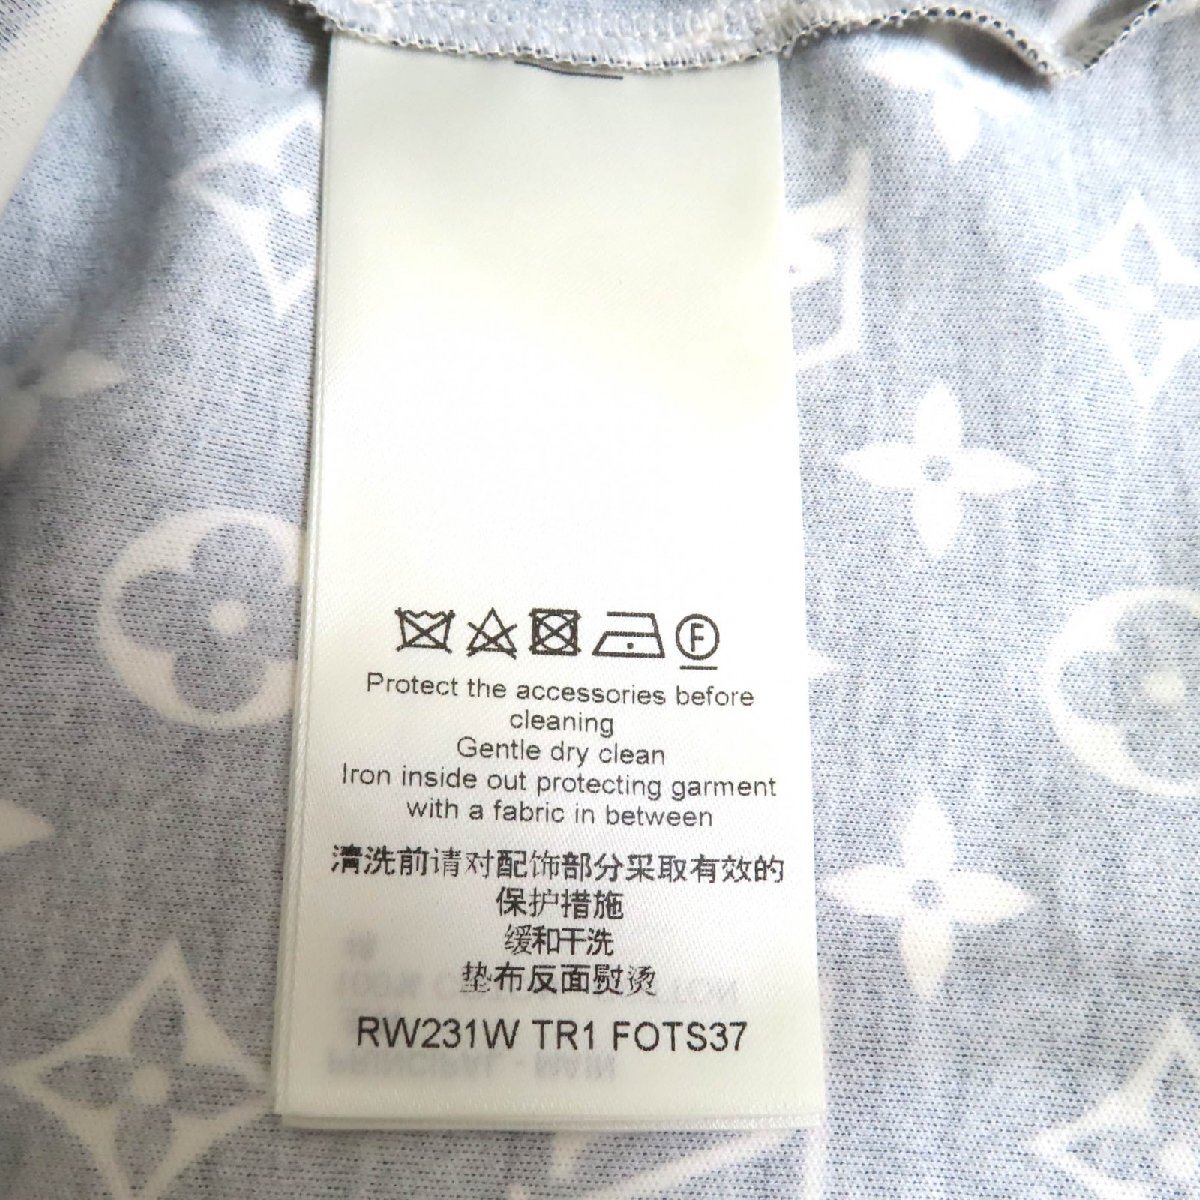 F
Protect the accessories before
cleaning
Gentle dry clean
Iron inside out protecting garment
with a fabric in between
清洗前请对配饰部分采取有效的
保护措施
缓和干洗
垫布反面熨烫
RW231W TR1 FOTS37